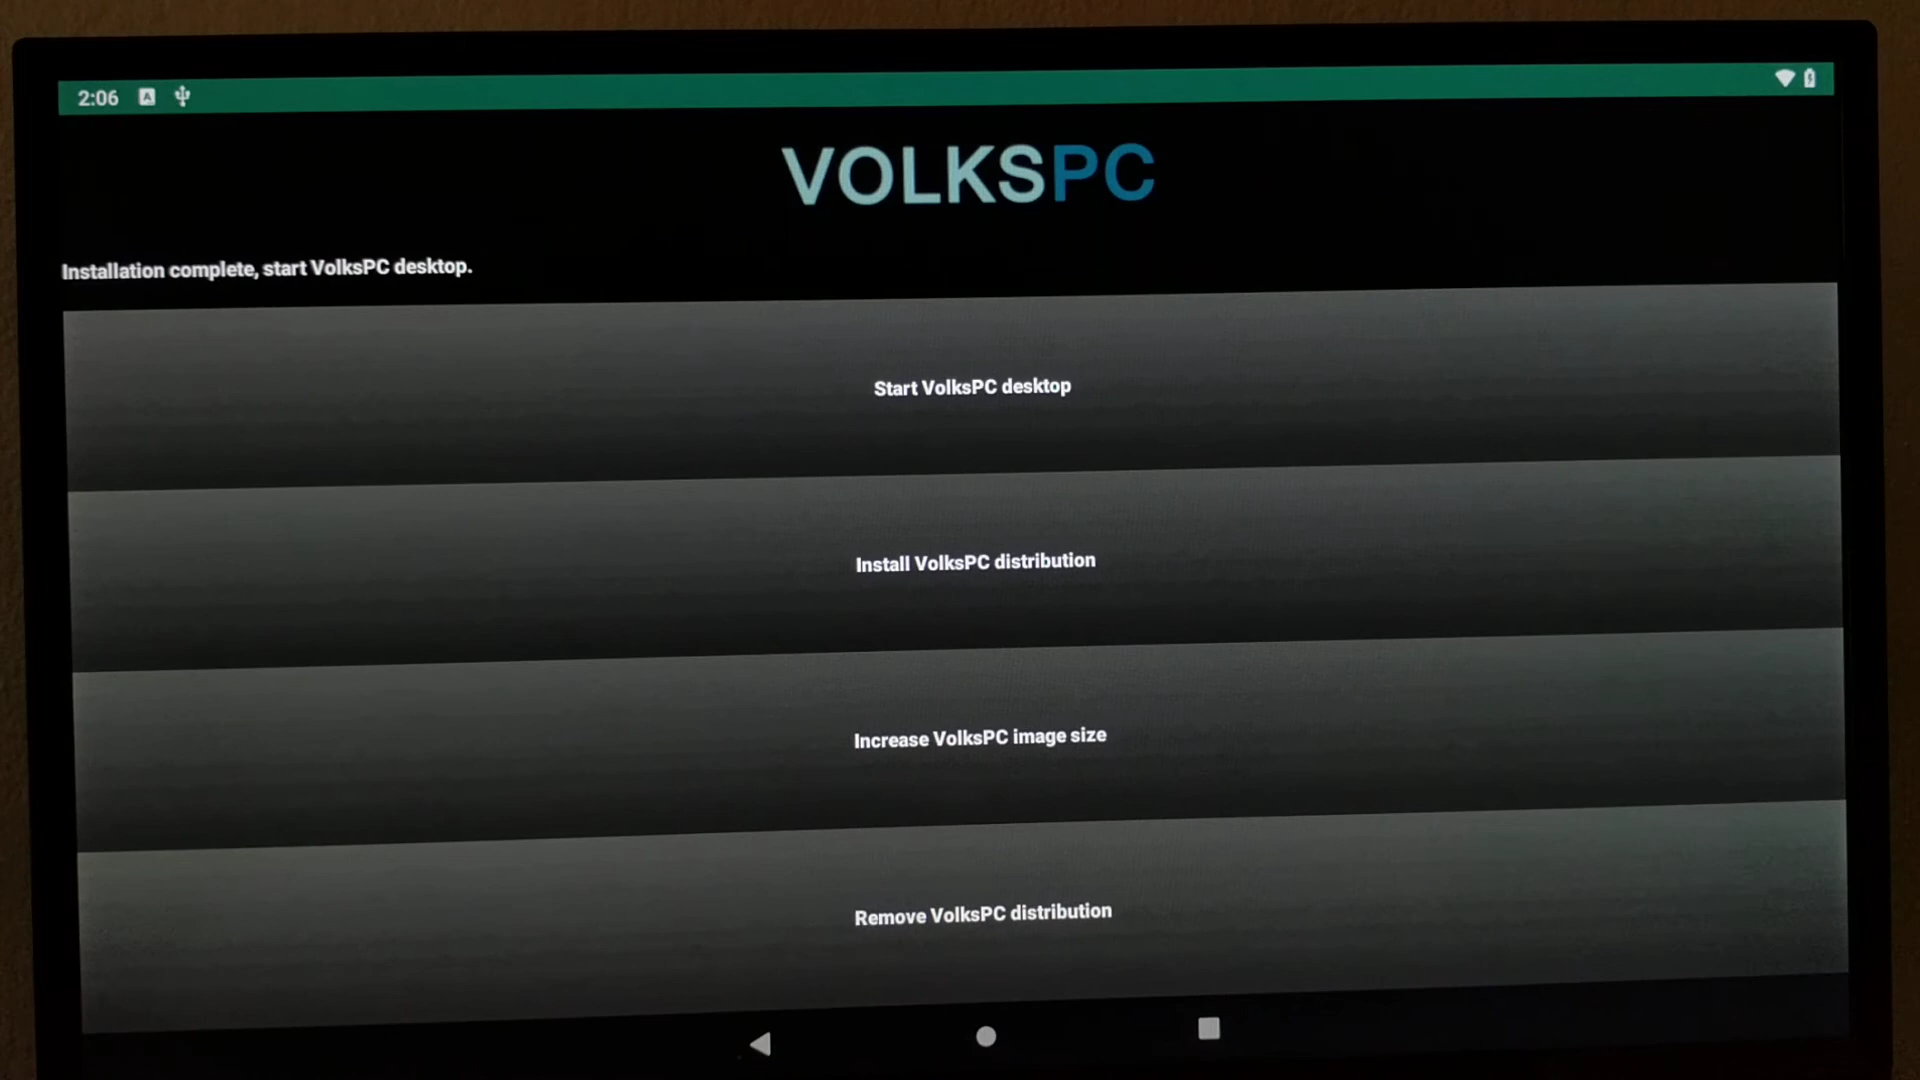 2:06
VOLKSPC
Installation complete, start VolksPC desktop.
Start VolksPC desktop
Install VolksPC distribution
Increase VolksPC image size
Remove VolksPC distribution